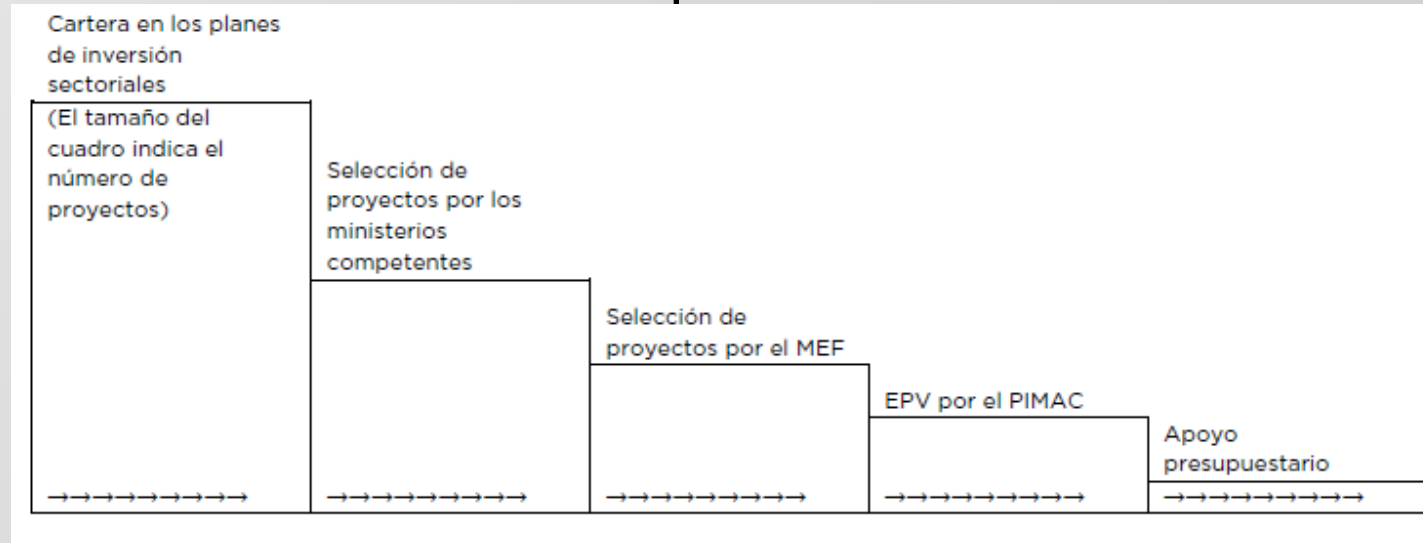 Cartera en los planes
de inversión
sectoriales
(El tamaño del
cuadro indica el
número de
proyectos)
→→→→→→→→→
Selección de
proyectos por los
ministerios
competentes
→→→→→→→→→
Selección de
proyectos por el MEF
→→→→→→→→→
EPV por el PIMAC
→→→→→→→→→
Apoyo
presupuestario
→→→→→→→→→